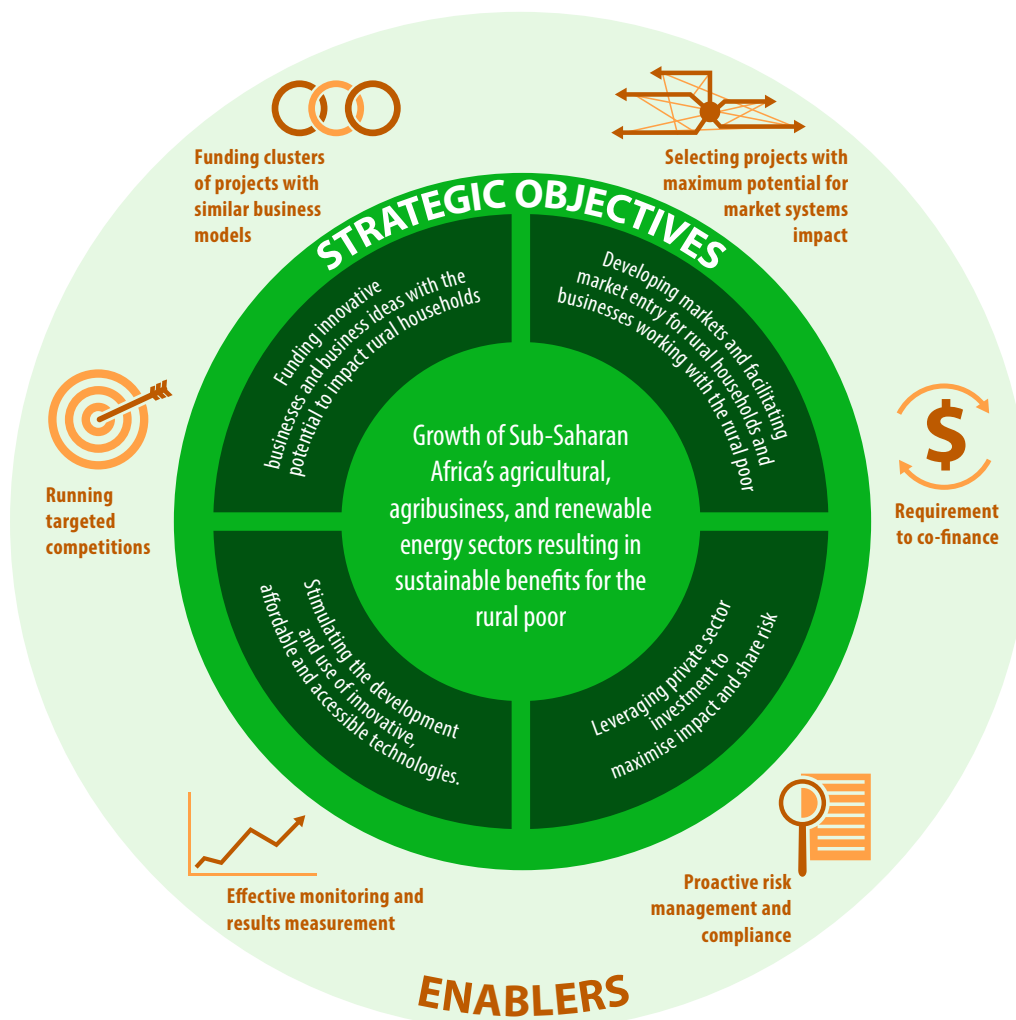 Funding clusters
of projects with
similar business
models
Selecting projects with
maximum potential for
market systems
impact
STRATEGIC OBJECTIVES
Funding innovative
businesses and business ideas with the
potential to impact rural households
Developing markets and facilitating
market entry for rural households and
businesses working with the rural poor
Running
targeted
competitions
Growth of Sub-Saharan
Africa's agricultural,
agribusiness, and renewable
energy sectors resulting in
sustainable benefits for the
rural poor
$
Requirement
to co-finance
Stimulating the development
and use of innovative,
affordable and accessible technologies.
Leveraging private sector
investment to
maximise impact and share risk
Effective monitoring and
results measurement
Proactive risk
management and
compliance
ENABLERS